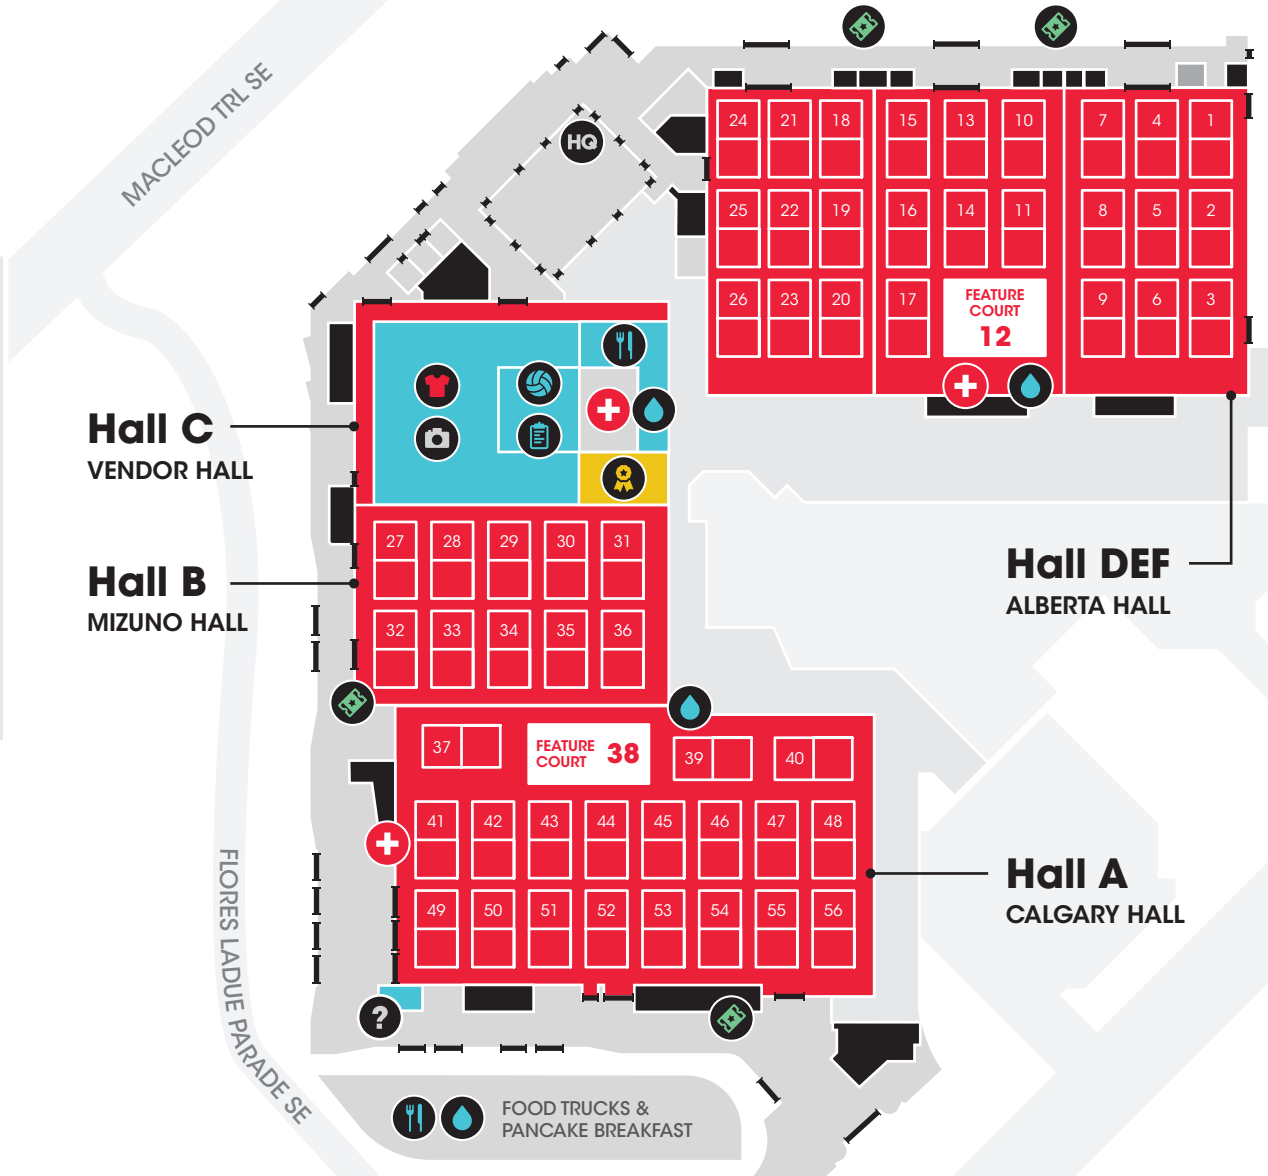 MACLEOD TRL SE
HQ
24 21 18 15 13 10 7 4 1
25 22 19 16 14 11 8 5 2
26 23 20 17
FEATURE
COURT
12
9 6 3
Hall C
VENDOR HALL
Hall B
MIZUNO HALL
Hall DEF
ALBERTA HALL
27 28 29 30 31
32 33 34 35 36
37
FEATURE
COURT
38
39 40
41 42 43 44 45 46 47 48
49 50 51 52 53 54 55 56
Hall A
CALGARY HALL
FLORES LADUE PARADE SE
?
FOOD TRUCKS &
PANCAKE BREAKFAST